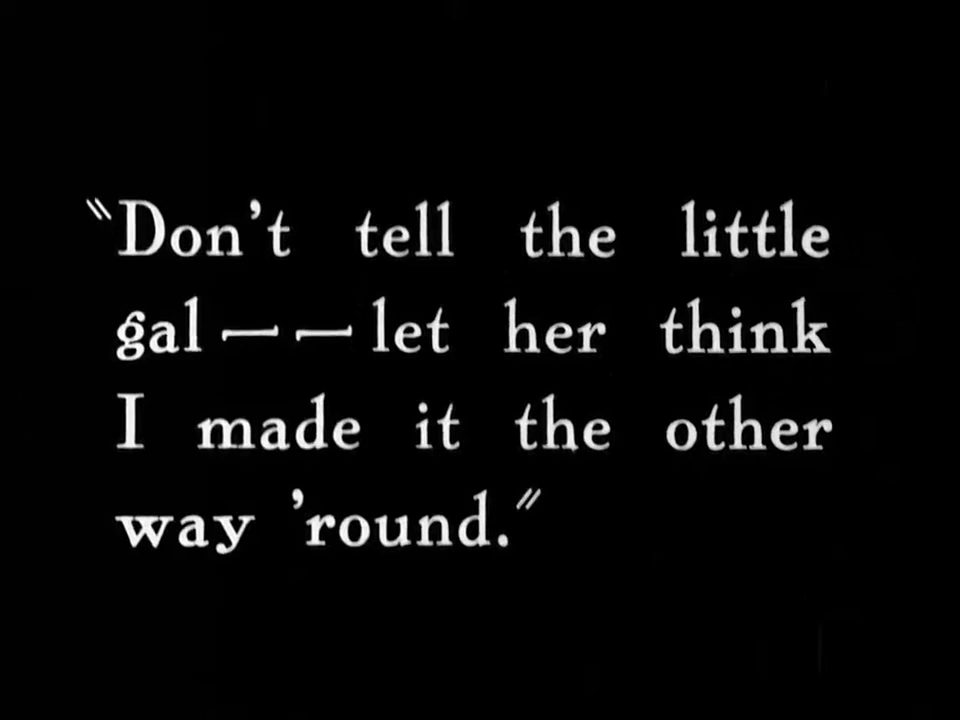 "Don't tell the little
gal——let her think
I made it the other
way 'round."